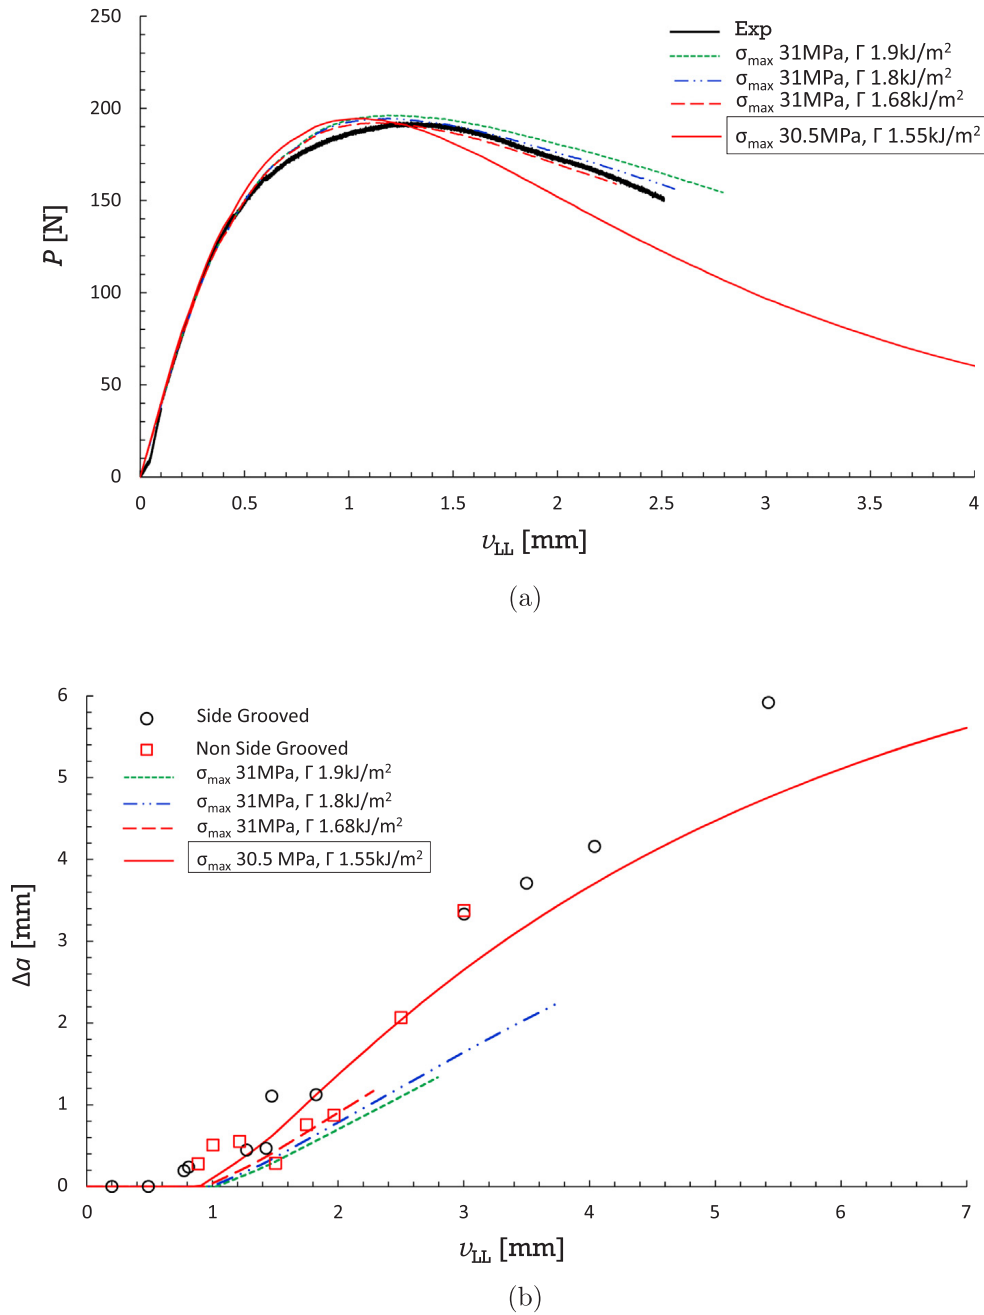 250
200
150
100
50
0
P [N]
Exp
σmax 31MPa, Γ 1.9kJ/m²
σmax 31MPa, Γ 1.8kJ/m²
σmax 31MPa, Γ 1.68kJ/m²
σmax 30.5MPa, Γ 1.55kJ/m²
0 0.5 1 1.5 2 2.5 3 3.5 4
υLL [mm]
(a)
6
5
4
3
2
1
0
Δa [mm]
Side Grooved
Non Side Grooved
σmax 31MPa, Γ 1.9kJ/m²
σmax 31MPa, Γ 1.8kJ/m²
σmax 31MPa, Γ 1.68kJ/m²
σmax 30.5 MPa, Γ 1.55kJ/m²
0 1 2 3 4 5 6 7
υLL [mm]
(b)